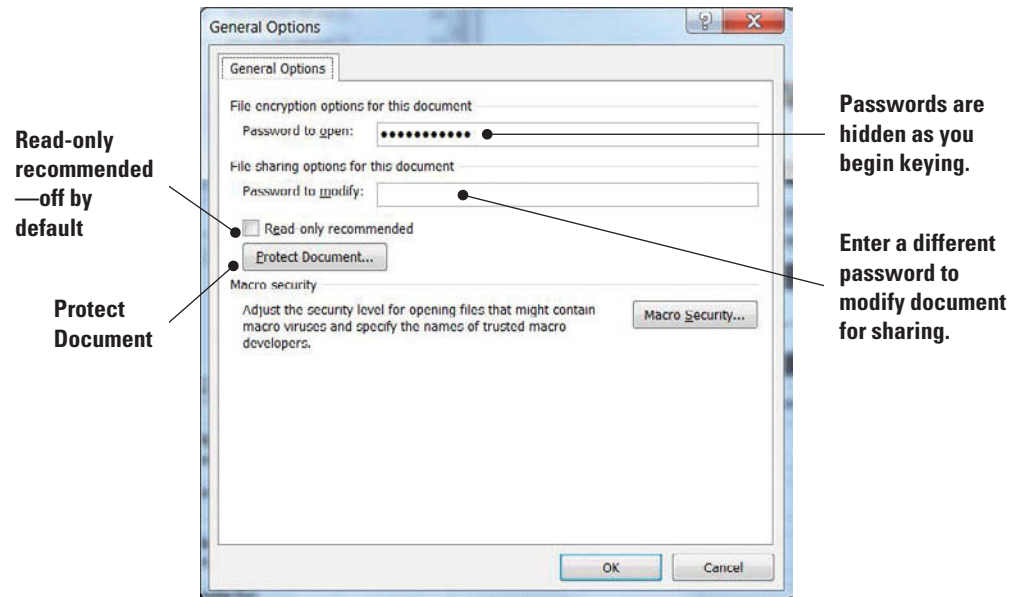 General Options
General Options
File encryption options for this document
Password to open: •••••••••••
File sharing options for this document
Password to modify:
Read-only recommended
Protect Document...
Macro security
Adjust the security level for opening files that might contain
macro viruses and specify the names of trusted macro
developers.
Macro Security...
OK
Cancel
Read-only
recommended
—off by
default
Protect
Document
Passwords are
hidden as you
begin keying.
Enter a different
password to
modify document
for sharing.